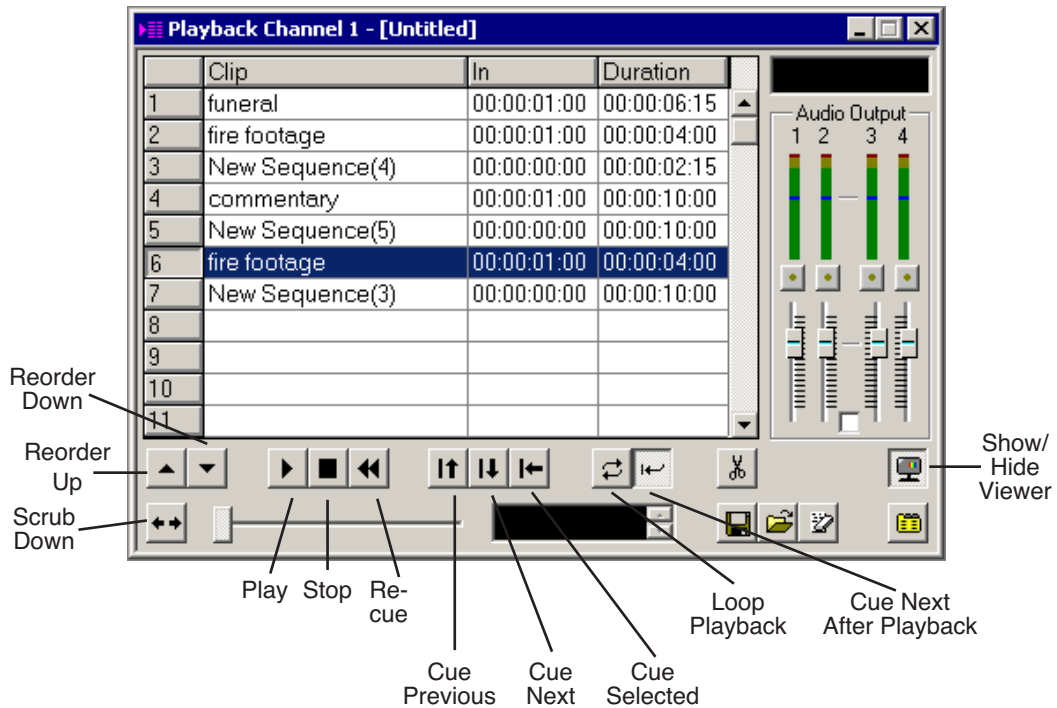 Playback Channel 1 - [Untitled]
Clip In Duration
1 funeral 00:00:01:00 00:00:06:15
2 fire footage 00:00:01:00 00:00:04:00
3 New Sequence(4) 00:00:00:00 00:00:02:15
4 commentary 00:00:01:00 00:00:10:00
5 New Sequence(5) 00:00:00:00 00:00:10:00
6 fire footage 00:00:01:00 00:00:04:00
7 New Sequence(3) 00:00:00:00 00:00:10:00
8
9
10
11
Audio Output
1 2 3 4
Reorder
Down
Reorder
Up
Scrub
Down
Show/
Hide
Viewer
Play
Stop
Re-
cue
Loop
Playback
Cue Next
After Playback
Cue
Previous
Cue
Next
Cue
Selected